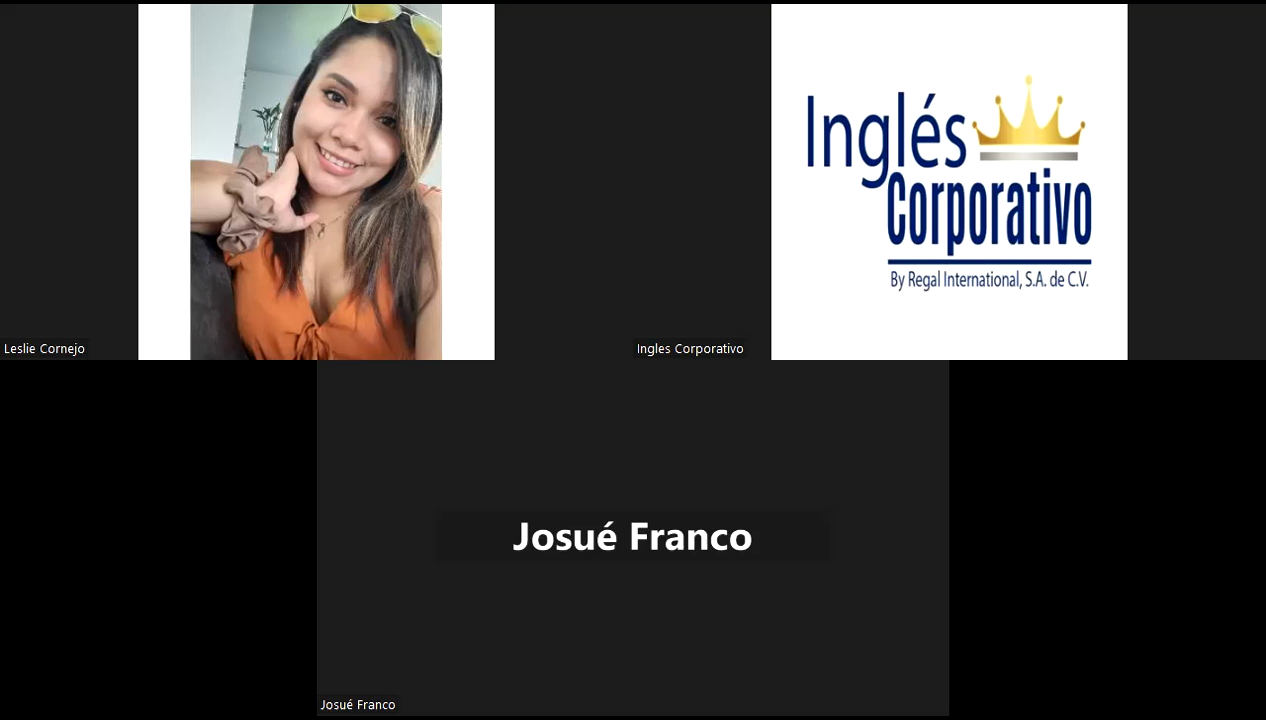 Inglés
Corporativo
By Regal International, S.A. de C.V.
Leslie Cornejo
Ingles Corporativo
Josué Franco
Josué Franco